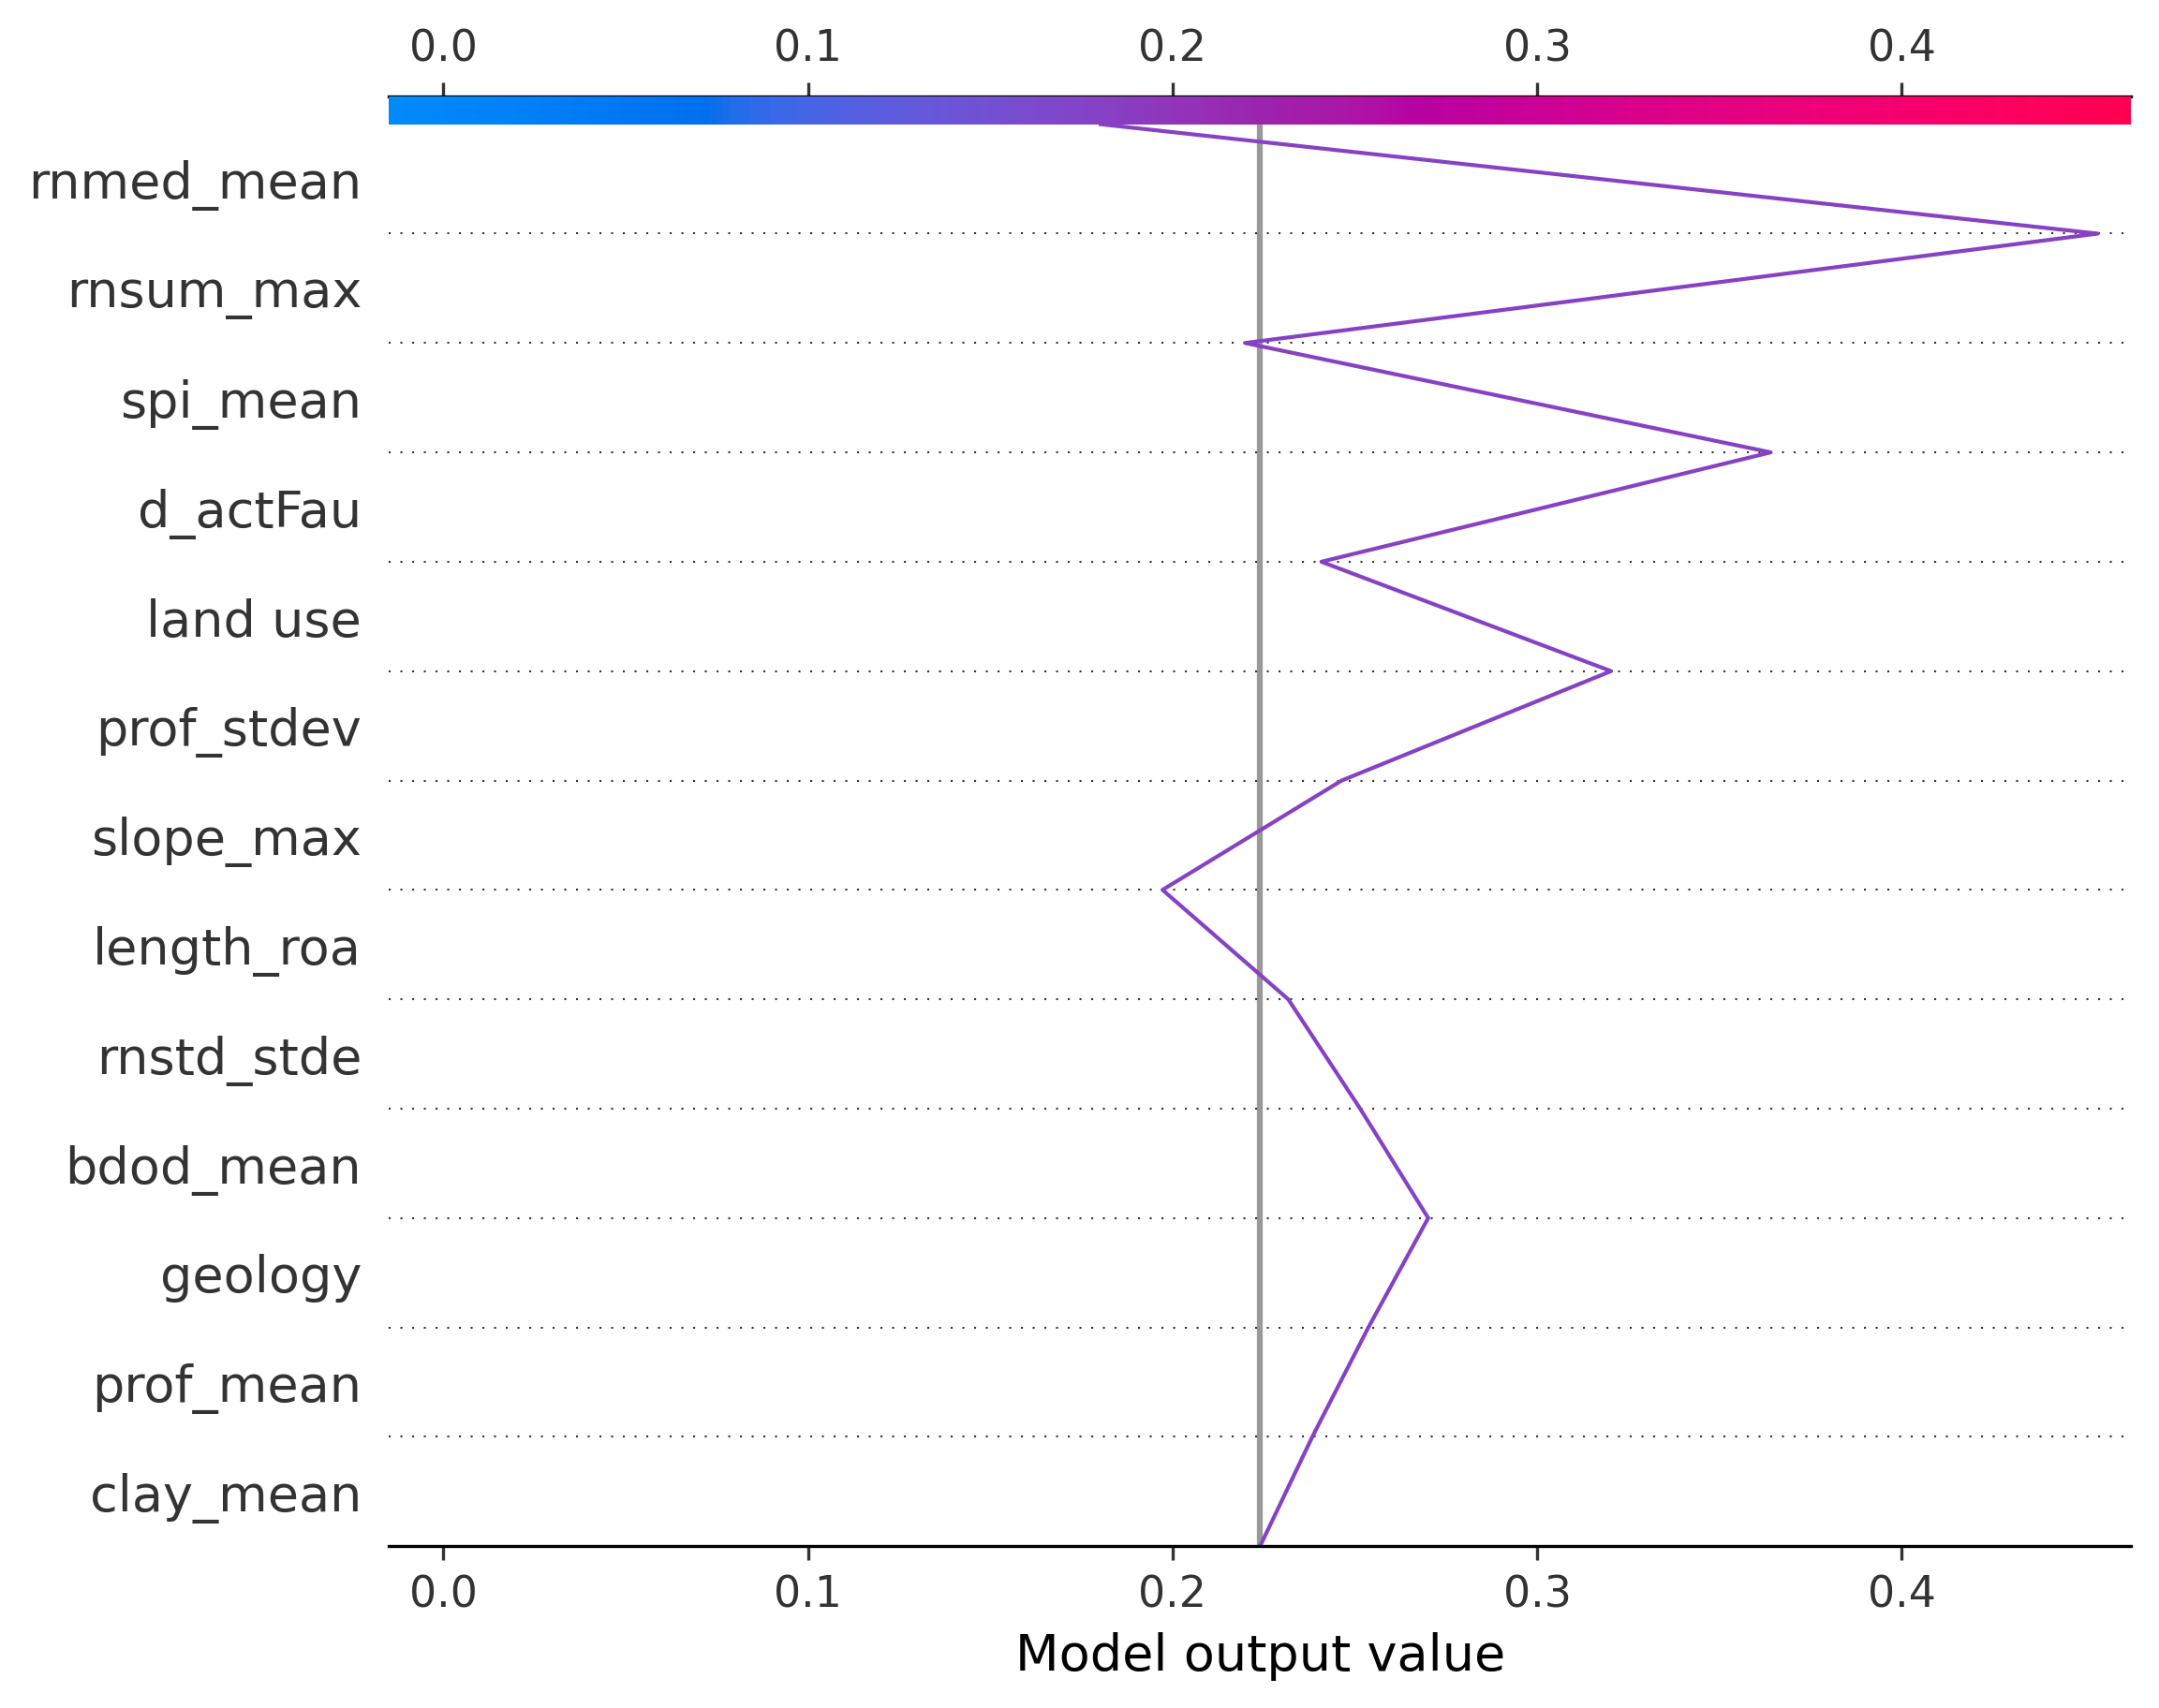 0.0 0.1 0.2 0.3 0.4
rnmed_mean
rnsum_max
spi_mean
d_actFau
land use
prof_stdev
slope_max
length_roa
rnstd_stde
bdod_mean
geology
prof_mean
clay_mean
0.0 0.1 0.2 0.3 0.4
Model output value